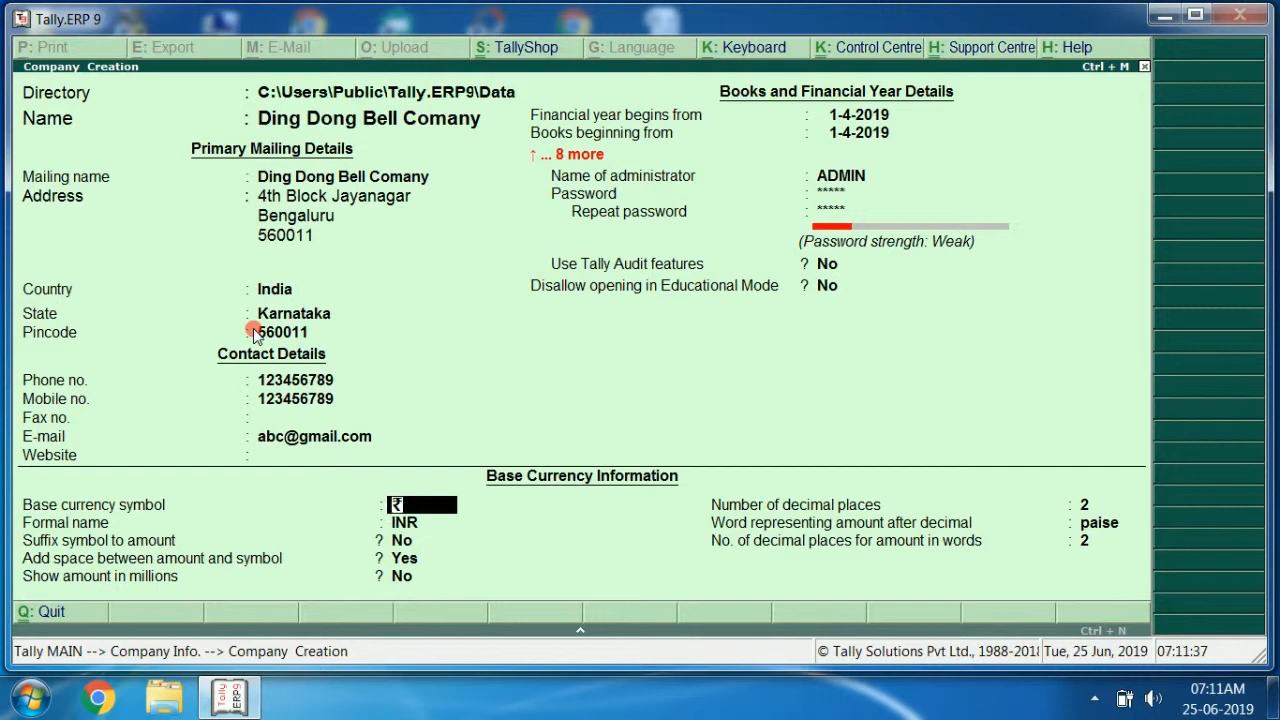 Tally.ERP 9
P: Print E: Export M: E-Mail O: Upload S: TallyShop G: Language K: Keyboard K: Control Centre H: Support Centre H: Help
Company Creation Ctrl + M
Directory : C:\Users\Public\Tally.ERP9\Data
Name : Ding Dong Bell Comany
Primary Mailing Details
Mailing name : Ding Dong Bell Comany
Address : 4th Block Jayanagar
Bengaluru
560011
Country : India
State : Karnataka
Pincode : 560011
Contact Details
Phone no. : 123456789
Mobile no. : 123456789
Fax no. :
E-mail : abc@gmail.com
Website :
Books and Financial Year Details
Financial year begins from : 1-4-2019
Books beginning from : 1-4-2019
↑ ... 8 more
Name of administrator : ADMIN
Password : *****
Repeat password : *****
(Password strength: Weak)
Use Tally Audit features ? No
Disallow opening in Educational Mode ? No
Base Currency Information
Base currency symbol : ₹
Formal name : INR
Suffix symbol to amount ? No
Add space between amount and symbol ? Yes
Show amount in millions ? No
Number of decimal places : 2
Word representing amount after decimal : paise
No. of decimal places for amount in words : 2
Q: Quit
Ctrl + N
Tally MAIN --> Company Info. --> Company Creation © Tally Solutions Pvt Ltd., 1988-201 Tue, 25 Jun, 2019 07:11:37
Tally ERP9
07:11AM
25-06-2019